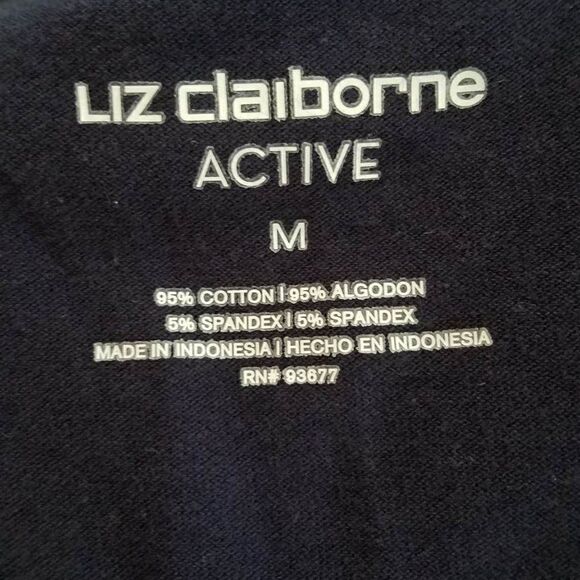 LIZ claiborne
ACTIVE
M
95% COTTON | 95% ALGODON
5% SPANDEX | 5% SPANDEX
MADE IN INDONESIA | HECHO EN INDONESIA
RN# 93677